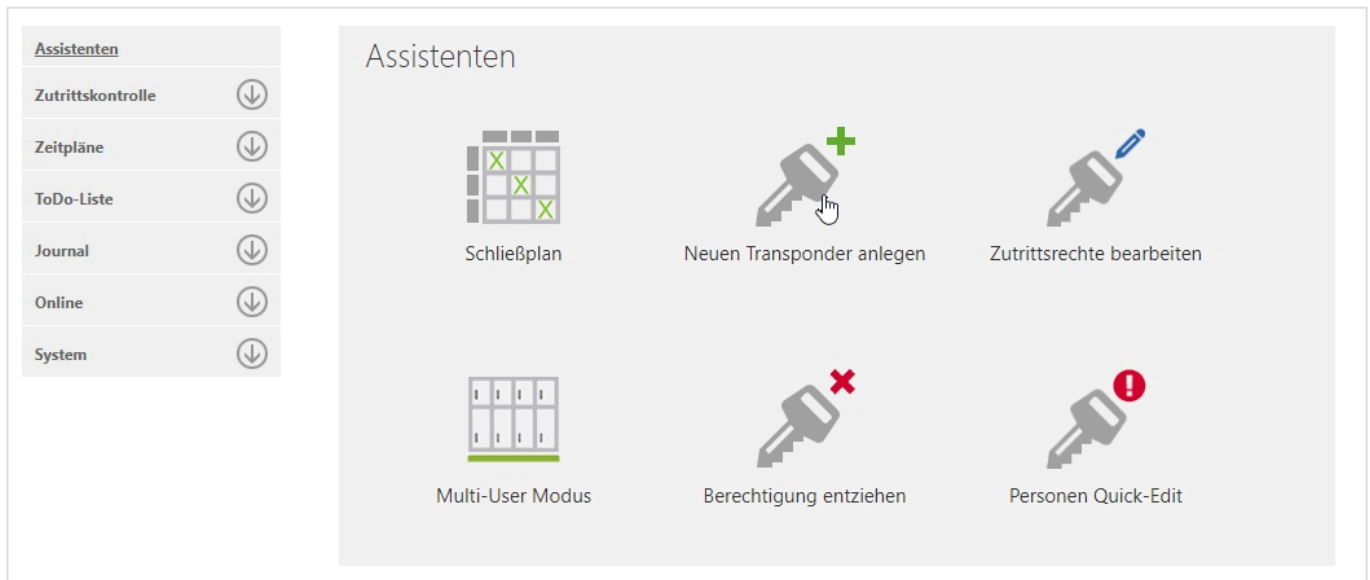 Assistenten
Zutrittskontrolle
Zeitpläne
ToDo-Liste
Journal
Online
System
Assistenten
X
X
X
Schließplan
Neuen Transponder anlegen
Zutrittsrechte bearbeiten
Multi-User Modus
Berechtigung entziehen
Personen Quick-Edit